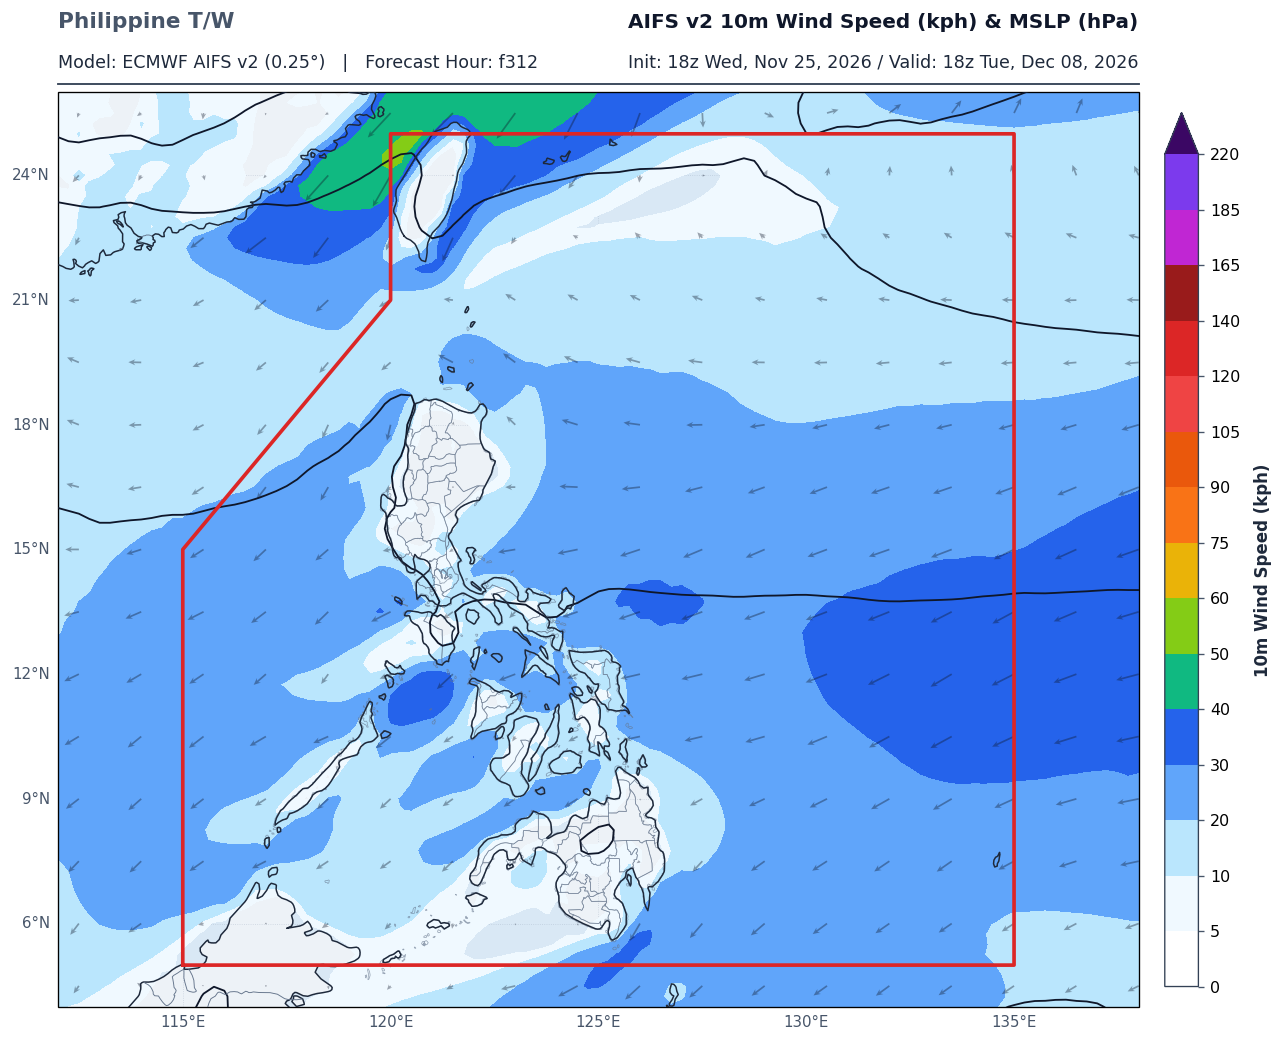 Philippine T/W
AIFS v2 10m Wind Speed (kph) & MSLP (hPa)
Model: ECMWF AIFS v2 (0.25°) | Forecast Hour: f312
Init: 18z Wed, Nov 25, 2026 / Valid: 18z Tue, Dec 08, 2026
24°N
21°N
18°N
15°N
12°N
9°N
6°N
115°E
120°E
125°E
130°E
135°E
220
185
165
140
120
105
90
75
60
50
40
30
20
10
5
0
10m Wind Speed (kph)